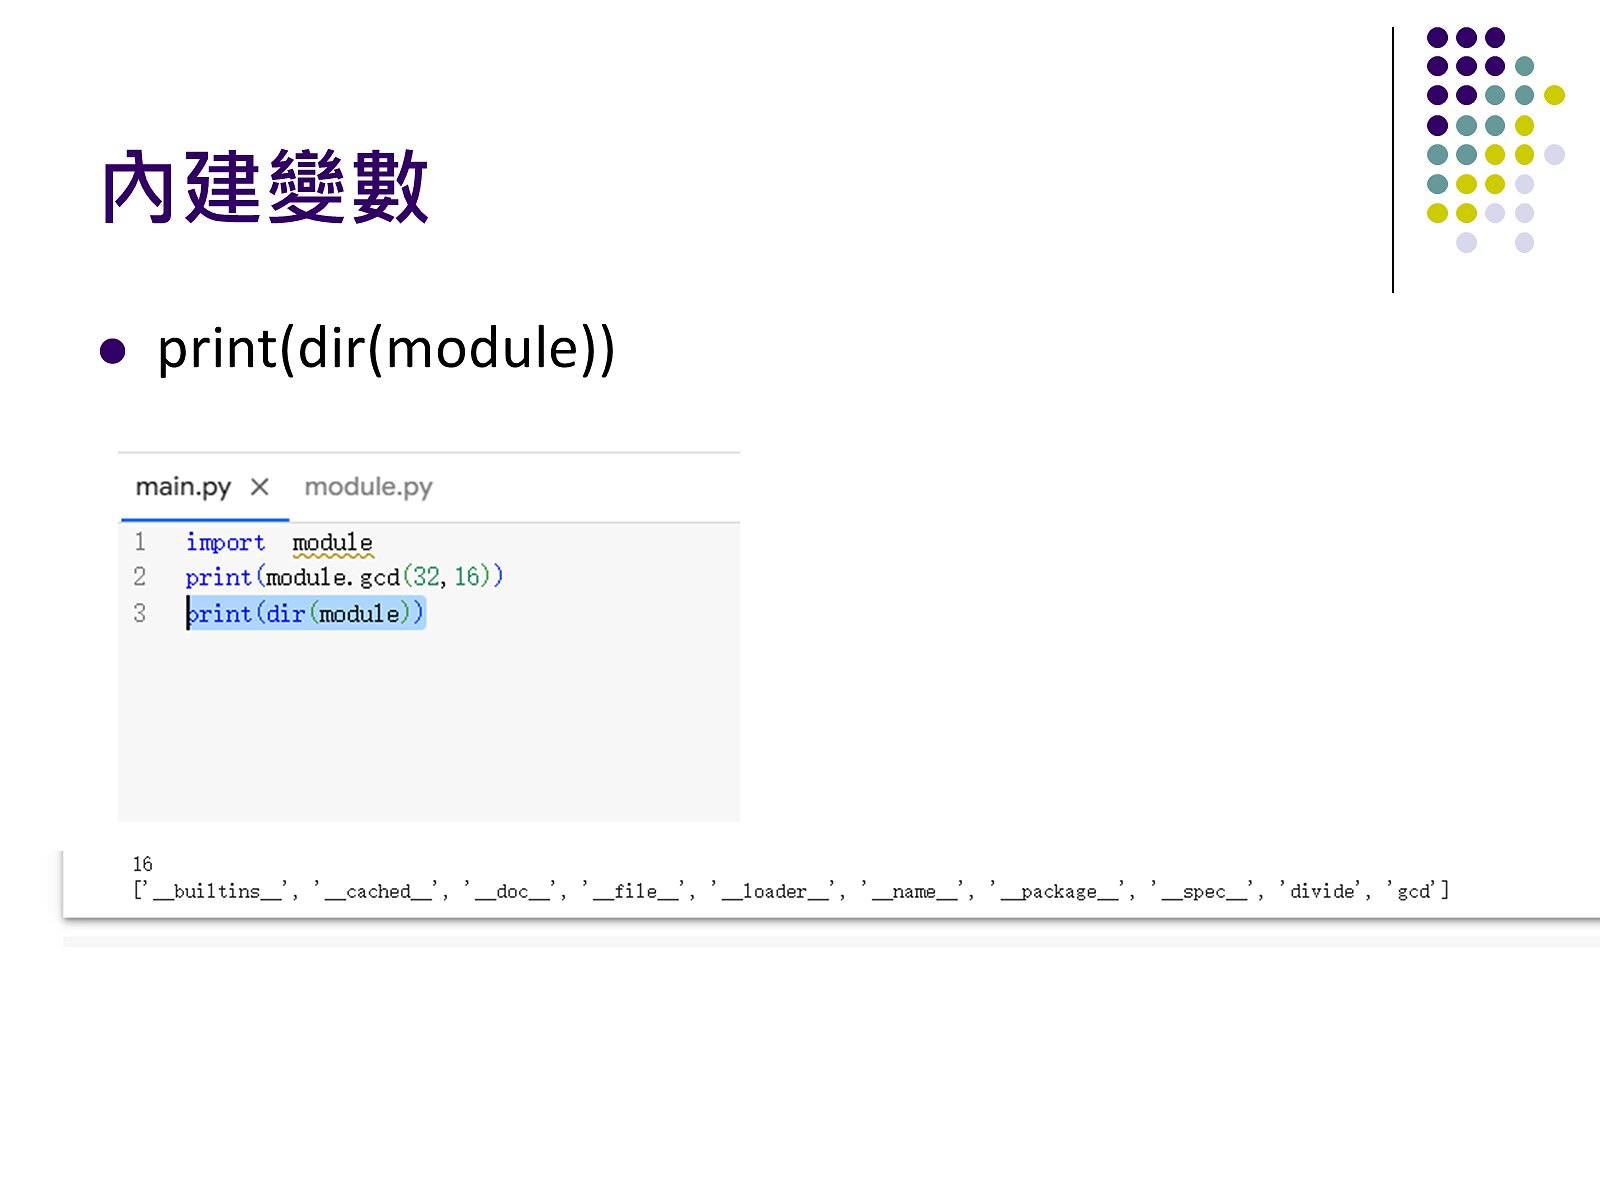 內建變數
print(dir(module))
main.py × module.py
1 import module
2 print(module.gcd(32,16))
3 print(dir(module))
16
['__builtins__', '__cached__', '__doc__', '__file__', '__loader__', '__name__', '__package__', '__spec__', 'divide', 'gcd']